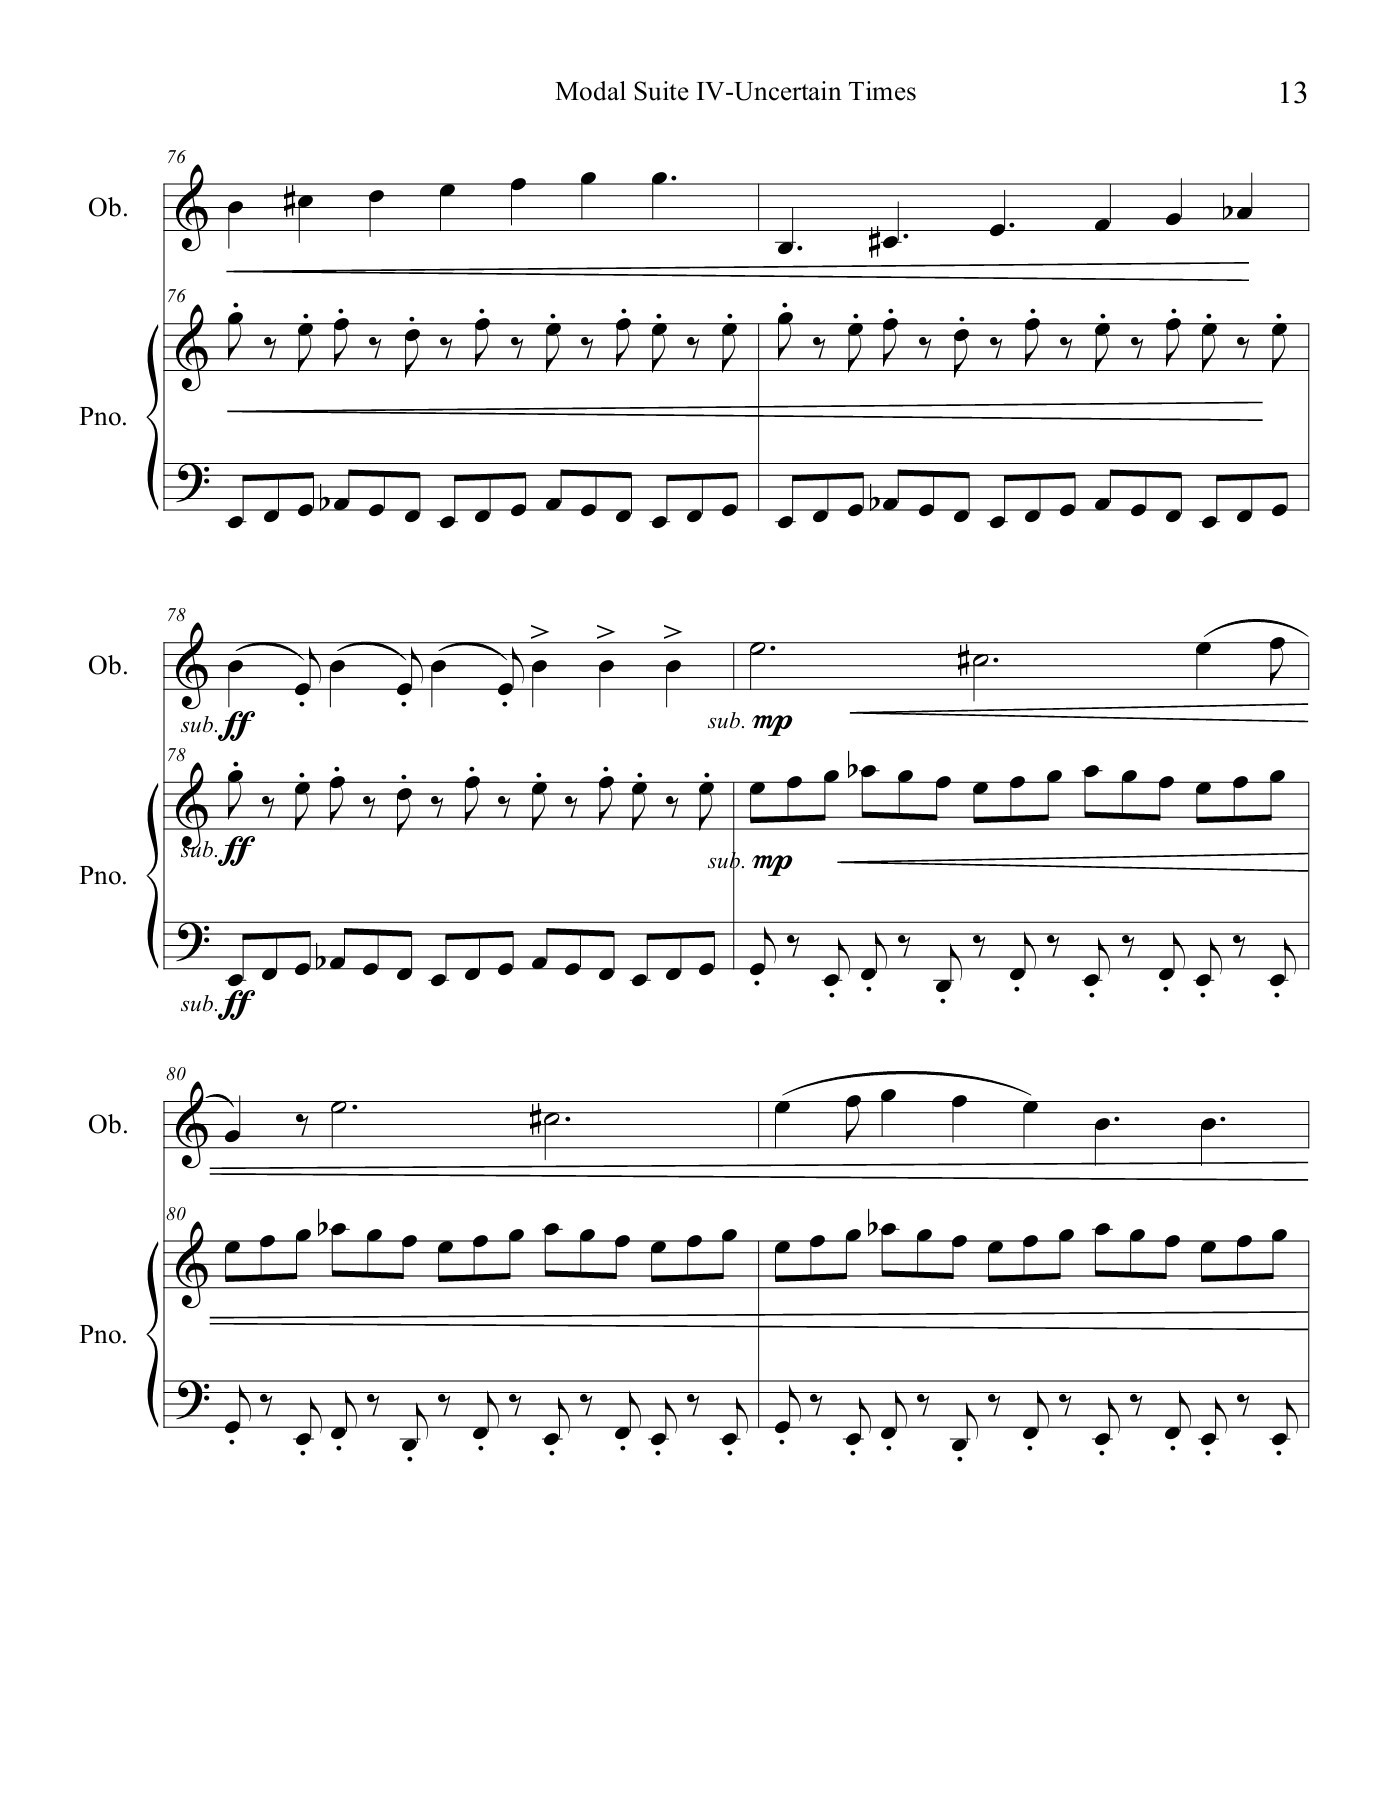 Modal Suite IV-Uncertain Times
13
76
Ob.
76
Pno.
78
Ob.
sub. ff
sub. mp
78
sub. ff
sub. mp
Pno.
sub. ff
80
Ob.
80
Pno.